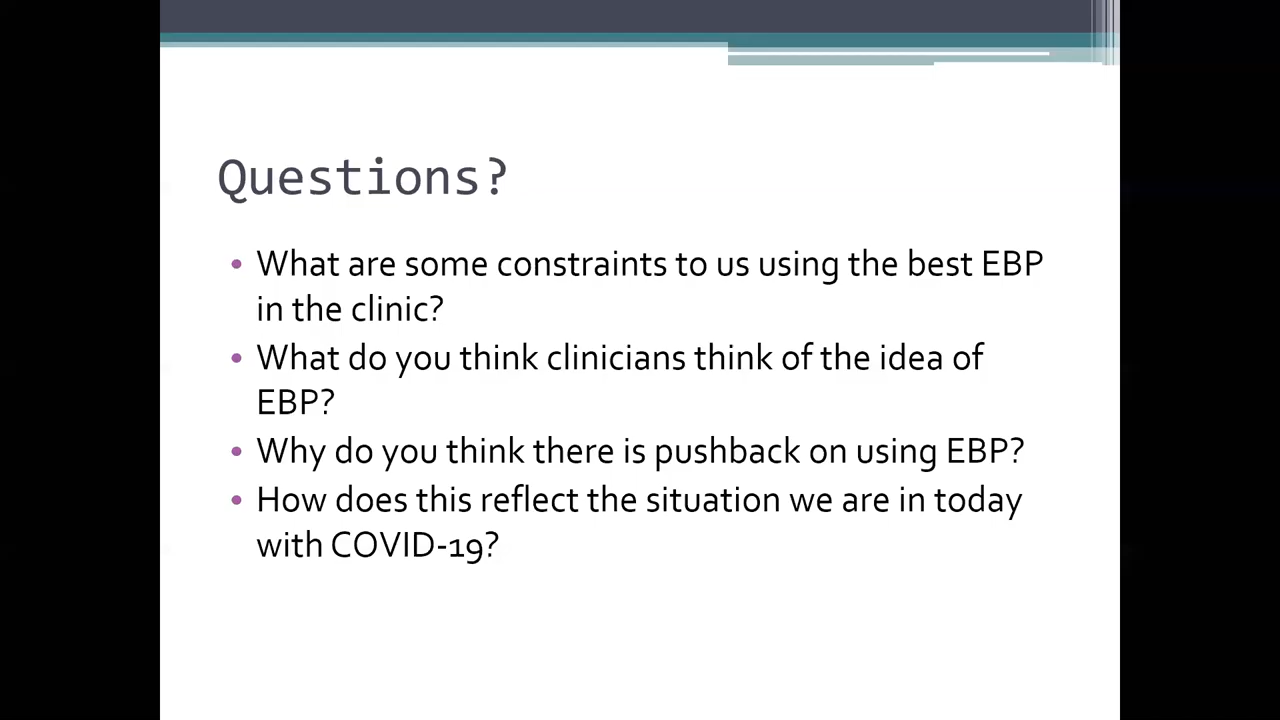 Questions?
• What are some constraints to us using the best EBP
in the clinic?
• What do you think clinicians think of the idea of
EBP?
• Why do you think there is pushback on using EBP?
• How does this reflect the situation we are in today
with COVID-19?